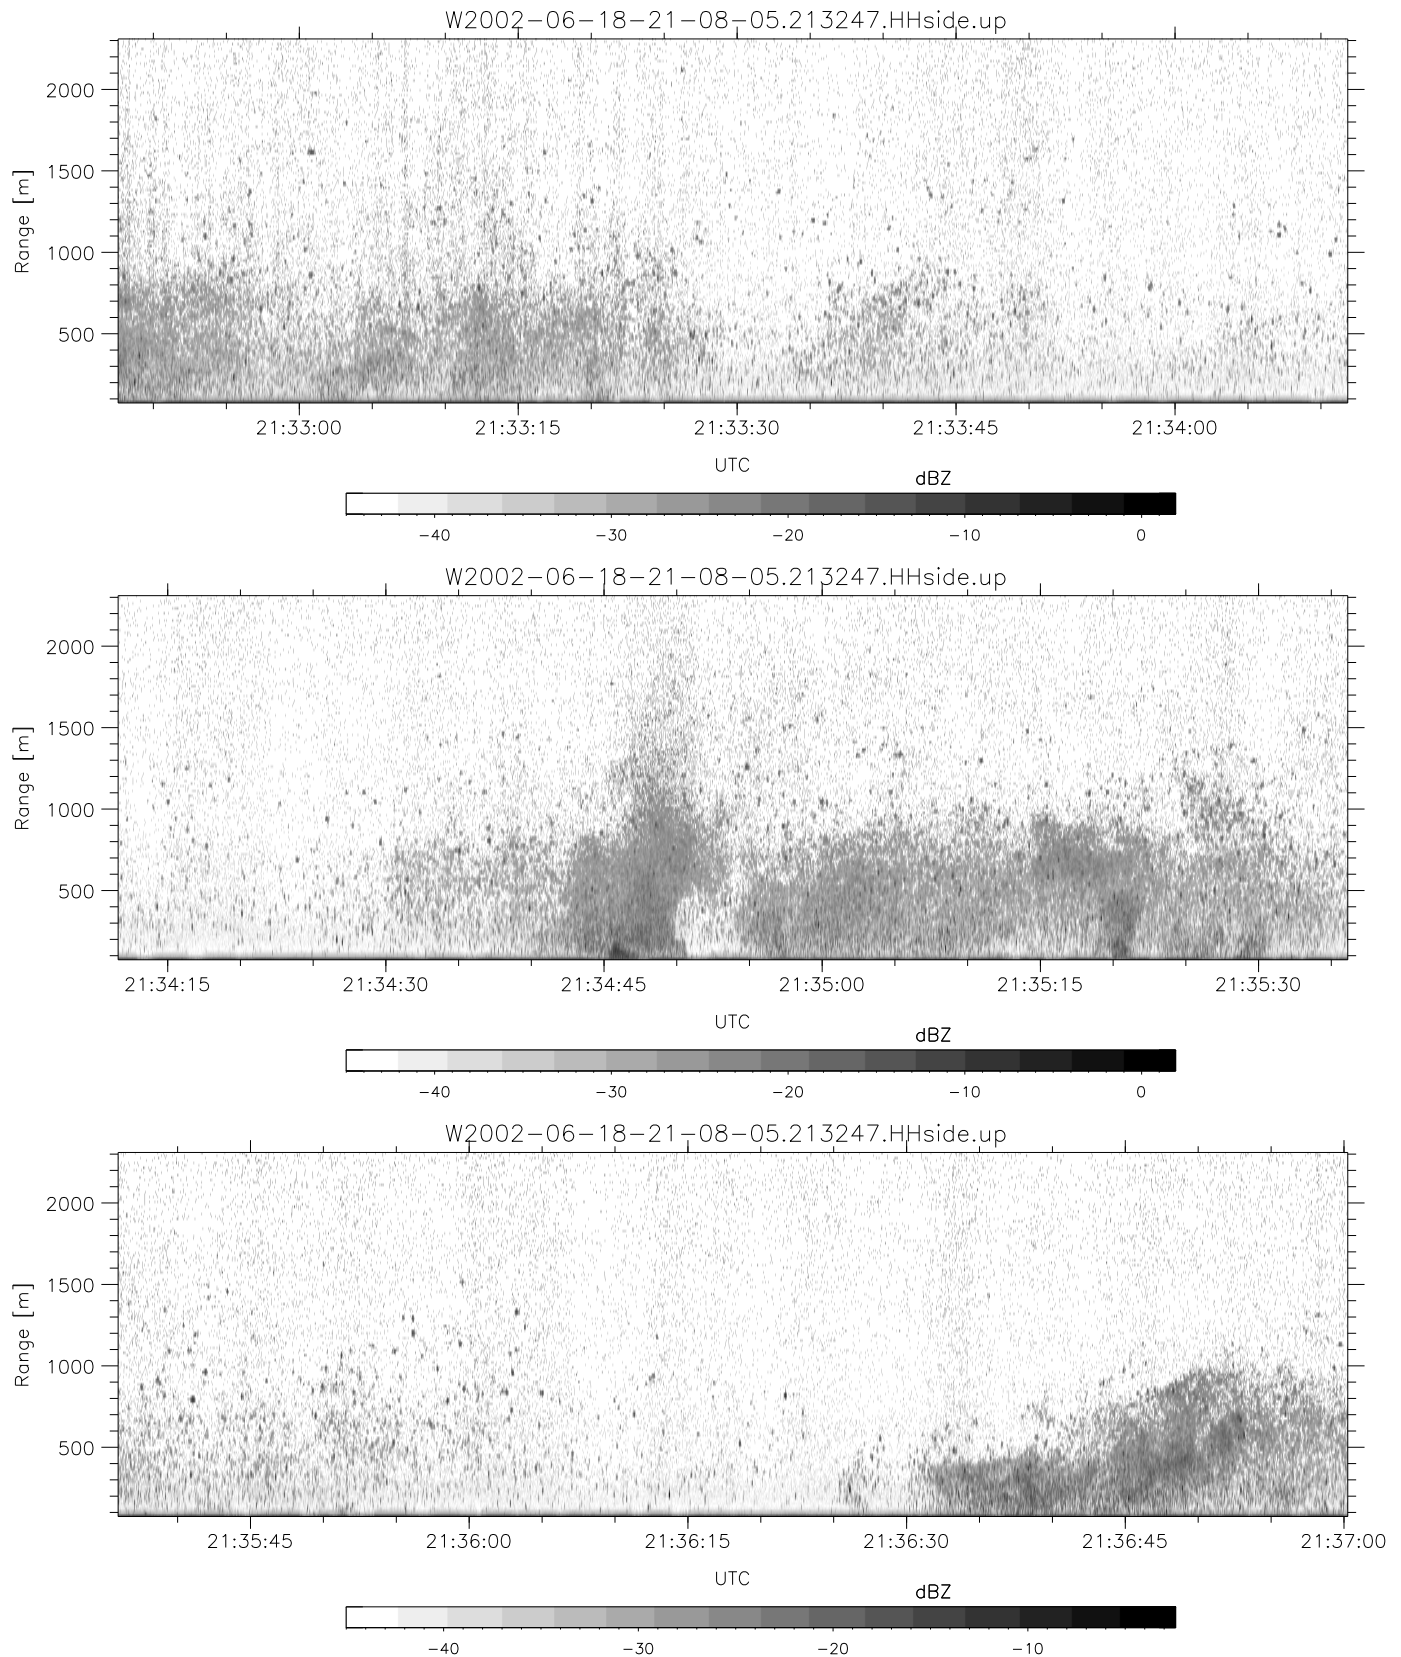 W2002-06-18-21-08-05.213247.HHside.up
2000
1500
1000
500
Range [m]
21:33:00 21:33:15 21:33:30 21:33:45 21:34:00
UTC
dBZ
-40 -30 -20 -10 0
W2002-06-18-21-08-05.213247.HHside.up
2000
1500
1000
500
Range [m]
21:34:15 21:34:30 21:34:45 21:35:00 21:35:15 21:35:30
UTC
dBZ
-40 -30 -20 -10 0
W2002-06-18-21-08-05.213247.HHside.up
2000
1500
1000
500
Range [m]
21:35:45 21:36:00 21:36:15 21:36:30 21:36:45 21:37:00
UTC
dBZ
-40 -30 -20 -10